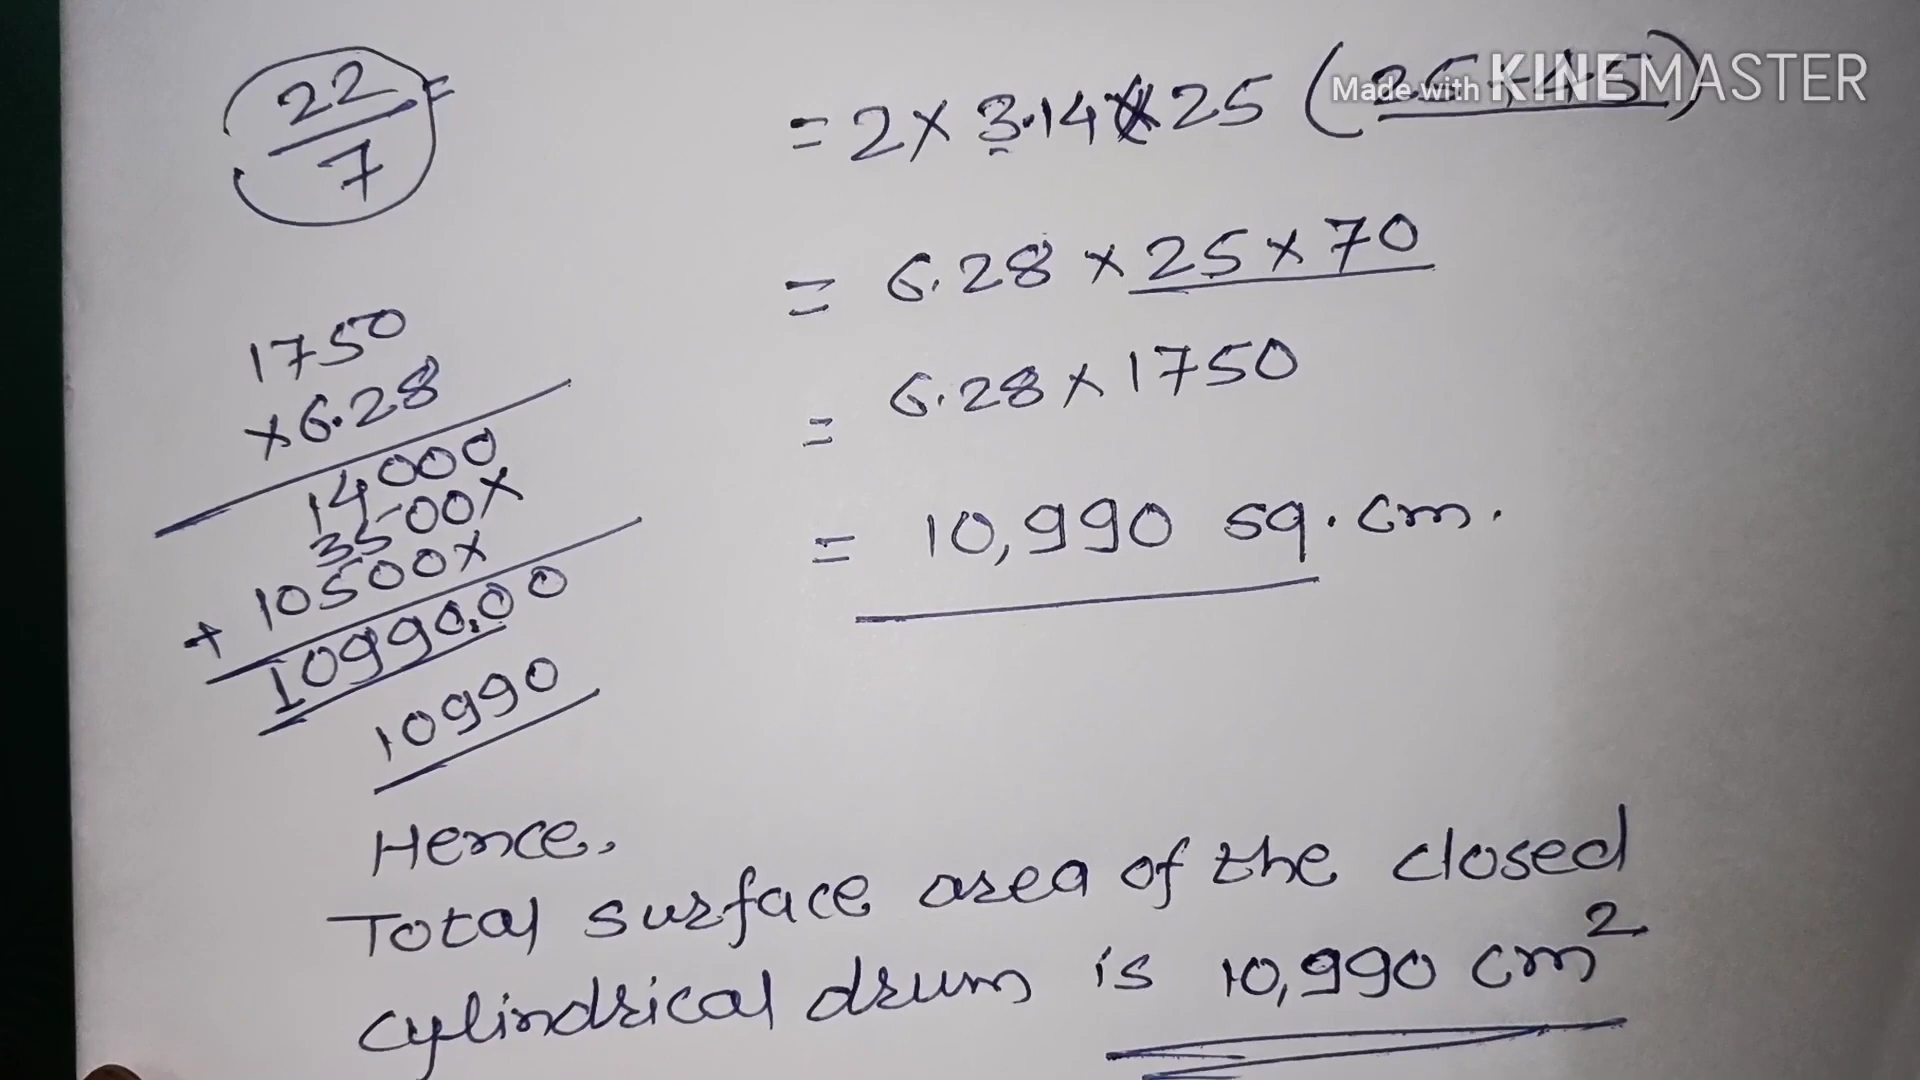 22/7 =
= 2 × 3.14 × 25 (25+45)
Made with KINEMASTER
= 6.28 × 25 × 70
= 6.28 × 1750
= 10,990 sq. cm.
1750
×6.28
14000
3500×
+ 10500×
10990.00
10990
Hence,
Total surface area of the closed
cylindrical drum is 10,990 cm²